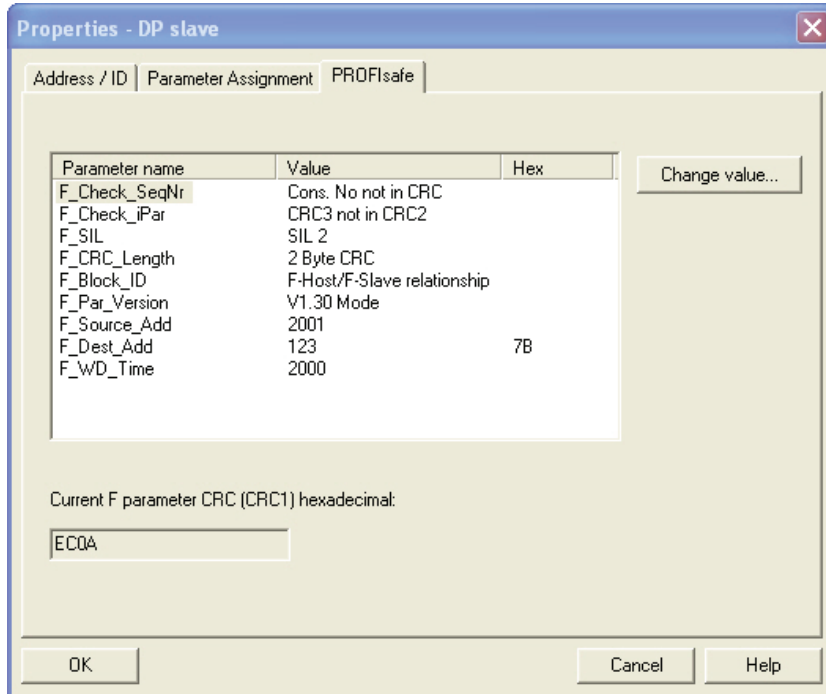 Properties - DP slave
Address / ID Parameter Assignment PROFIsafe
Parameter name Value Hex
Change value...
F_Check_SeqNr Cons. No not in CRC
F_Check_iPar CRC3 not in CRC2
F_SIL SIL 2
F_CRC_Length 2 Byte CRC
F_Block_ID F-Host/F-Slave relationship
F_Par_Version V1.30 Mode
F_Source_Add 2001
F_Dest_Add 123 7B
F_WD_Time 2000
Current F parameter CRC (CRC1) hexadecimal:
EC0A
OK Cancel Help